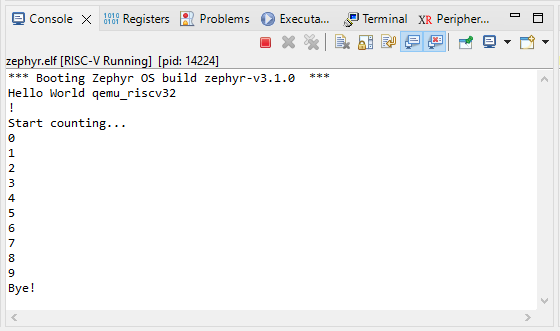 Console Registers Problems Executa... Terminal Peripher...
zephyr.elf [RISC-V Running] [pid: 14224]
*** Booting Zephyr OS build zephyr-v3.1.0  ***
Hello World qemu_riscv32
!
Start counting...
0
1
2
3
4
5
6
7
8
9
Bye!